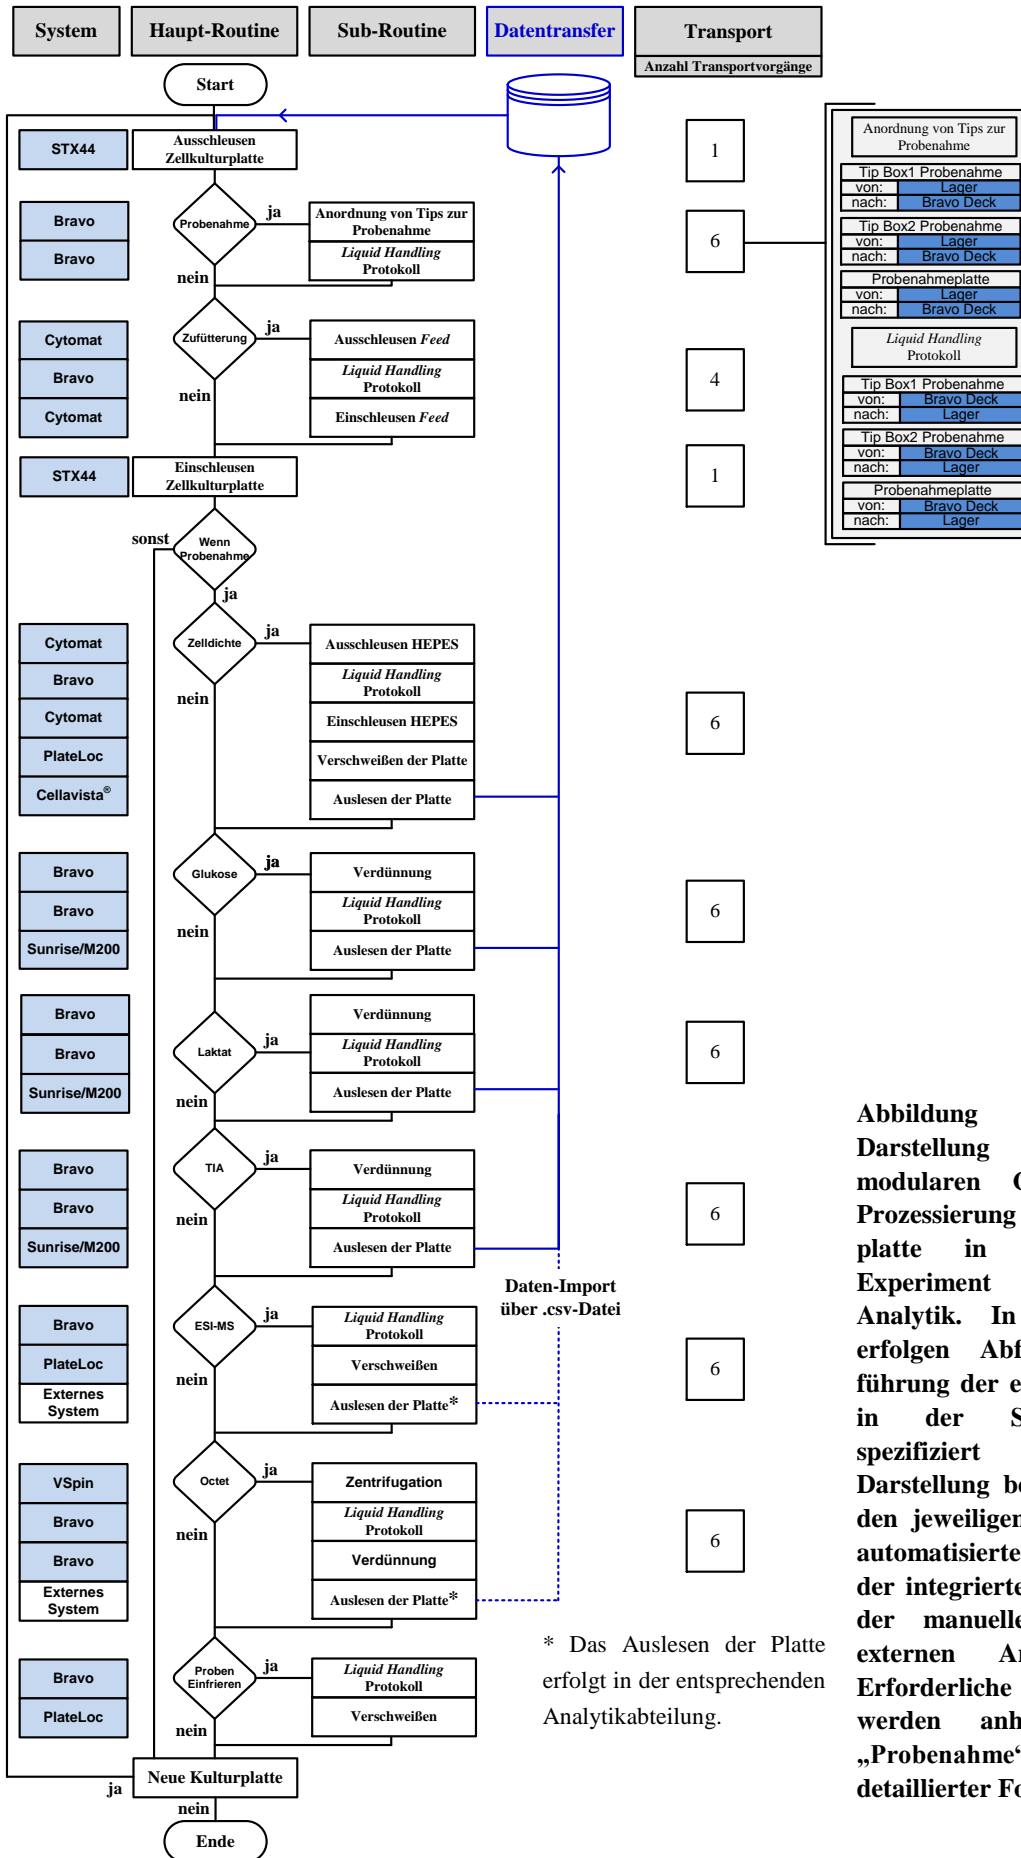 System
Haupt-Routine
Sub-Routine
Datentransfer
Transport
Anzahl Transportvorgänge
Start
STX44
Ausschleusen
Zellkulturplatte
1
Bravo
Bravo
Probenahme
ja
nein
Anordnung von Tips zur
Probenahme
Liquid Handling
Protokoll
6
Cytomat
Bravo
Cytomat
Zufütterung
ja
nein
Ausschleusen Feed
Liquid Handling
Protokoll
Einschleusen Feed
4
STX44
Einschleusen
Zellkulturplatte
1
sonst
Wenn
Probenahme
ja
Cytomat
Bravo
Cytomat
PlateLoc
Cellavista®
Zelldichte
ja
nein
Ausschleusen HEPES
Liquid Handling
Protokoll
Einschleusen HEPES
Verschweißen der Platte
Auslesen der Platte
6
Bravo
Bravo
Sunrise/M200
Glukose
ja
nein
Verdünnung
Liquid Handling
Protokoll
Auslesen der Platte
6
Bravo
Bravo
Sunrise/M200
Laktat
ja
nein
Verdünnung
Liquid Handling
Protokoll
Auslesen der Platte
6
Bravo
Bravo
Sunrise/M200
TIA
ja
nein
Verdünnung
Liquid Handling
Protokoll
Auslesen der Platte
6
Daten-Import
über .csv-Datei
Bravo
PlateLoc
Externes
System
ESI-MS
ja
nein
Liquid Handling
Protokoll
Verschweißen
Auslesen der Platte*
6
VSpin
Bravo
Bravo
Externes
System
Octet
ja
nein
Zentrifugation
Liquid Handling
Protokoll
Verdünnung
Auslesen der Platte*
6
Bravo
PlateLoc
Proben
Einfrieren
ja
nein
Liquid Handling
Protokoll
Verschweißen
Neue Kulturplatte
ja
nein
Ende
* Das Auslesen der Platte
erfolgt in der entsprechenden
Analytikabteilung.
Anordnung von Tips zur
Probenahme
Tip Box1 Probenahme
von: Lager
nach: Bravo Deck
Tip Box2 Probenahme
von: Lager
nach: Bravo Deck
Probenahmeplatte
von: Lager
nach: Bravo Deck
Liquid Handling
Protokoll
Tip Box1 Probenahme
von: Bravo Deck
nach: Lager
Tip Box2 Probenahme
von: Bravo Deck
nach: Lager
Probenahmeplatte
von: Bravo Deck
nach: Lager
Abbildung
Darstellung
modularen
Prozessierung
platte in
Experiment
Analytik. In
erfolgen Abf
führung der e
in der S
spezifiziert
Darstellung be
den jeweiligen
automatisierte
der integrierte
der manuelle
externen An
Erforderliche
werden anh
„Probenahme“
detaillierter Fo